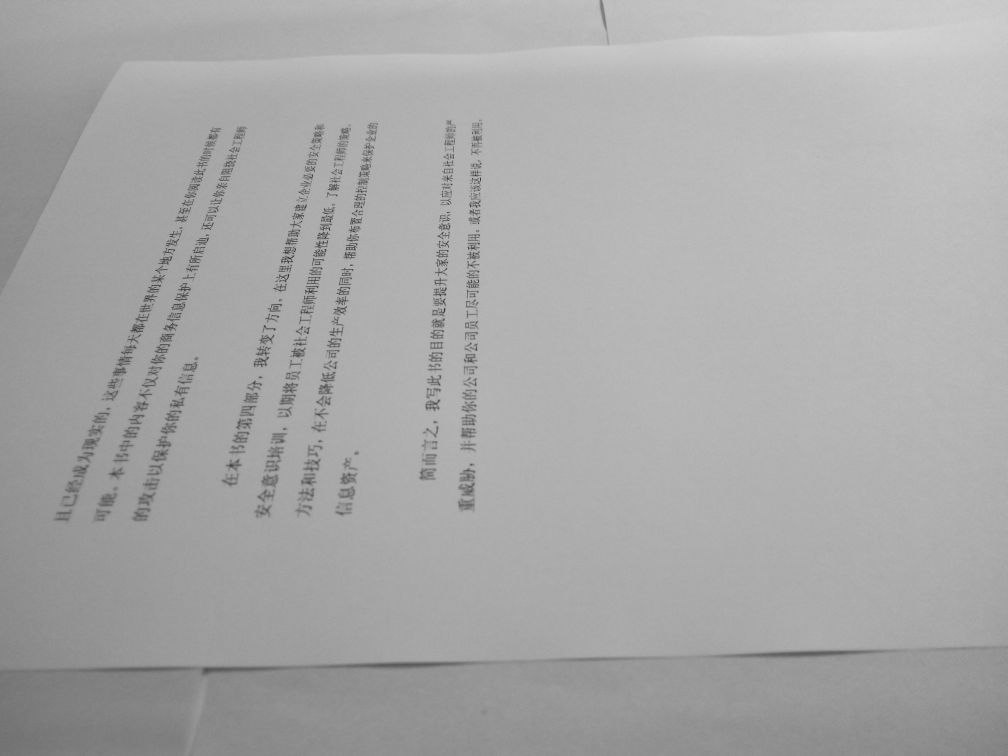 且已经成为现实的，这些事情每天都在世界的某个地方发生，甚至在你阅读此书的时候都有
可能。本书中的内容不仅对你的商务信息保护上有所启迪，还可以让你亲自阻挠社会工程师
的攻击以保护你的私有信息。
在本书的第四部分，我转变了方向，在这里我想帮助大家建立企业必要的安全策略和
安全意识培训，以期将员工被社会工程师利用的可能性降到最低。了解社会工程师的策略、
方法和技巧，在不会降低公司的生产效率的同时，帮助你布置合理的控制策略来保护企业的
信息资产。
简而言之，我写此书的目的就是要提升大家的安全意识，以应对来自社会工程师的严
重威胁，并帮助你的公司和公司员工尽可能的不被利用，或者我应该这样说，不再被利用。